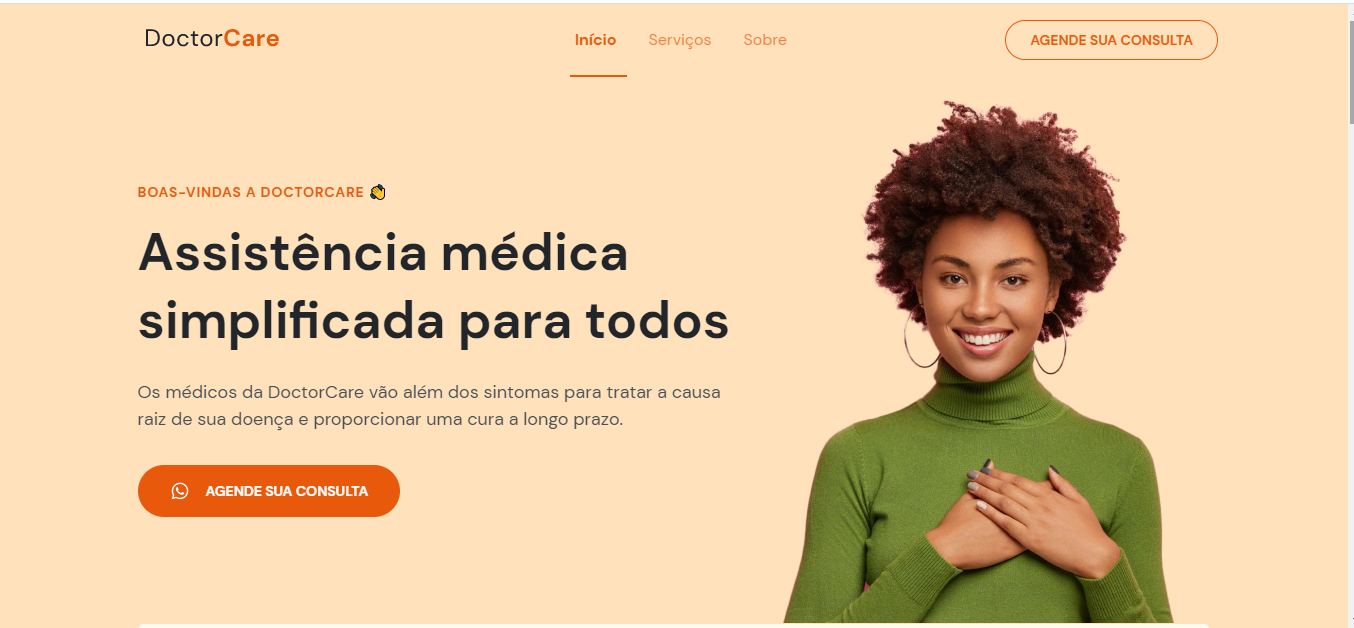 DoctorCare
Início
Serviços
Sobre
AGENDE SUA CONSULTA
BOAS-VINDAS A DOCTORCARE 👋
Assistência médica
simplificada para todos
Os médicos da DoctorCare vão além dos sintomas para tratar a causa
raiz de sua doença e proporcionar uma cura a longo prazo.
AGENDE SUA CONSULTA